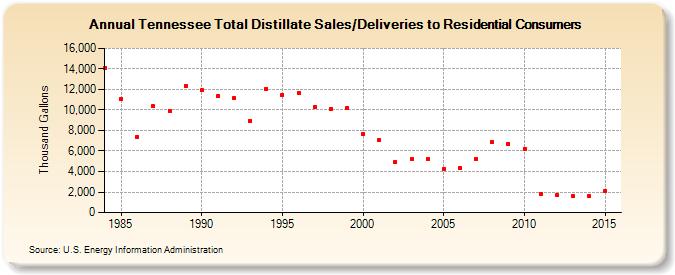 Annual Tennessee Total Distillate Sales/Deliveries to Residential Consumers
Thousand Gallons
16,000
14,000
12,000
10,000
8,000
6,000
4,000
2,000
0
1985 1990 1995 2000 2005 2010 2015
Source: U.S. Energy Information Administration